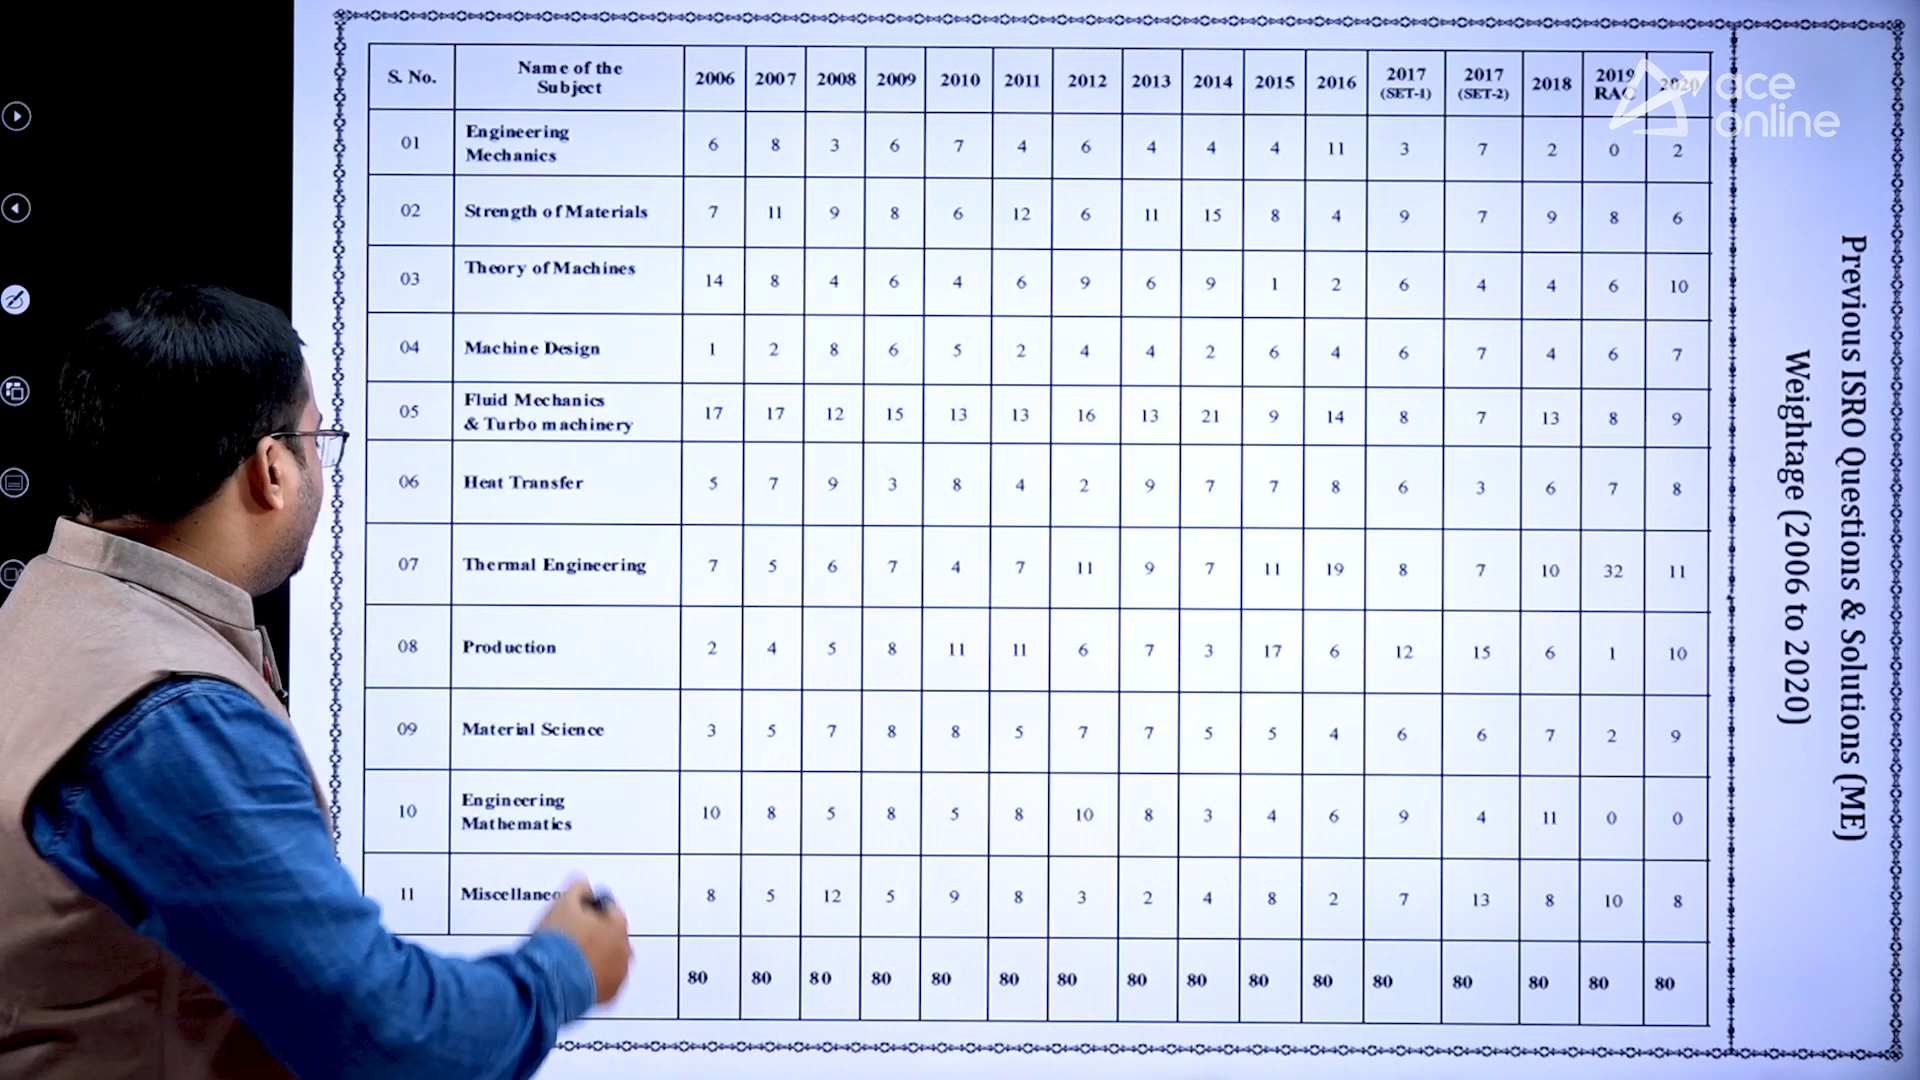 S. No. Name of the Subject 2006 2007 2008 2009 2010 2011 2012 2013 2014 2015 2016 2017 (SET-1) 2017 (SET-2) 2018 2019 RAC 2020
01 Engineering Mechanics 6 8 3 6 7 4 6 4 4 4 11 3 7 2 0 2
02 Strength of Materials 7 11 9 8 6 12 6 11 15 8 4 9 7 9 8 6
03 Theory of Machines 14 8 4 6 4 6 9 6 9 1 2 6 4 4 6 10
04 Machine Design 1 2 8 6 5 2 4 4 2 6 4 6 7 4 6 7
05 Fluid Mechanics & Turbo machinery 17 17 12 15 13 13 16 13 21 9 14 8 7 13 8 9
06 Heat Transfer 5 7 9 3 8 4 2 9 7 7 8 6 3 6 7 8
07 Thermal Engineering 7 5 6 7 4 7 11 9 7 11 19 8 7 10 32 11
08 Production 2 4 5 8 11 11 6 7 3 17 6 12 15 6 1 10
09 Material Science 3 5 7 8 8 5 7 7 5 5 4 6 6 7 2 9
10 Engineering Mathematics 10 8 5 8 5 8 10 8 3 4 6 9 4 11 0 0
11 Miscellaneo 8 5 12 5 9 8 3 2 4 8 2 7 13 8 10 8
80 80 80 80 80 80 80 80 80 80 80 80 80 80 80 80
Previous ISRO Questions & Solutions (ME)
Weightage (2006 to 2020)
ace
online